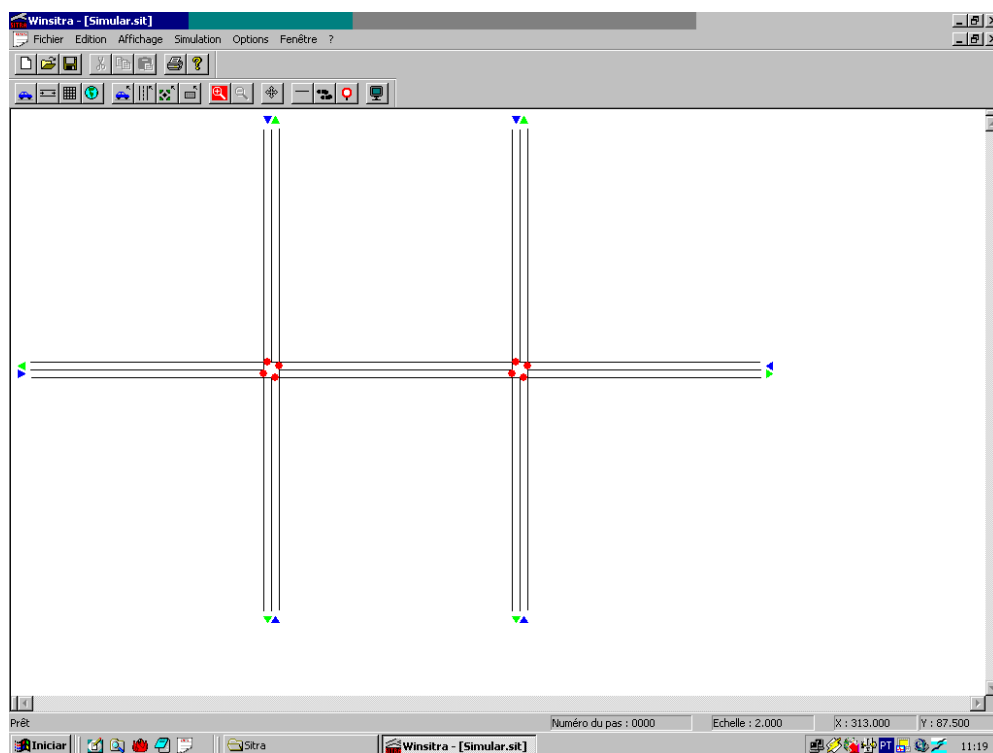 Winsitra - [Simular.sit]
Fichier Edition Affichage Simulation Options Fenêtre ?
Prêt Numéro du pas : 0000 Echelle : 2.000 X : 313.000 Y : 87.500
Iniciar Sitra Winsitra - [Simular.sit] PT 11:19